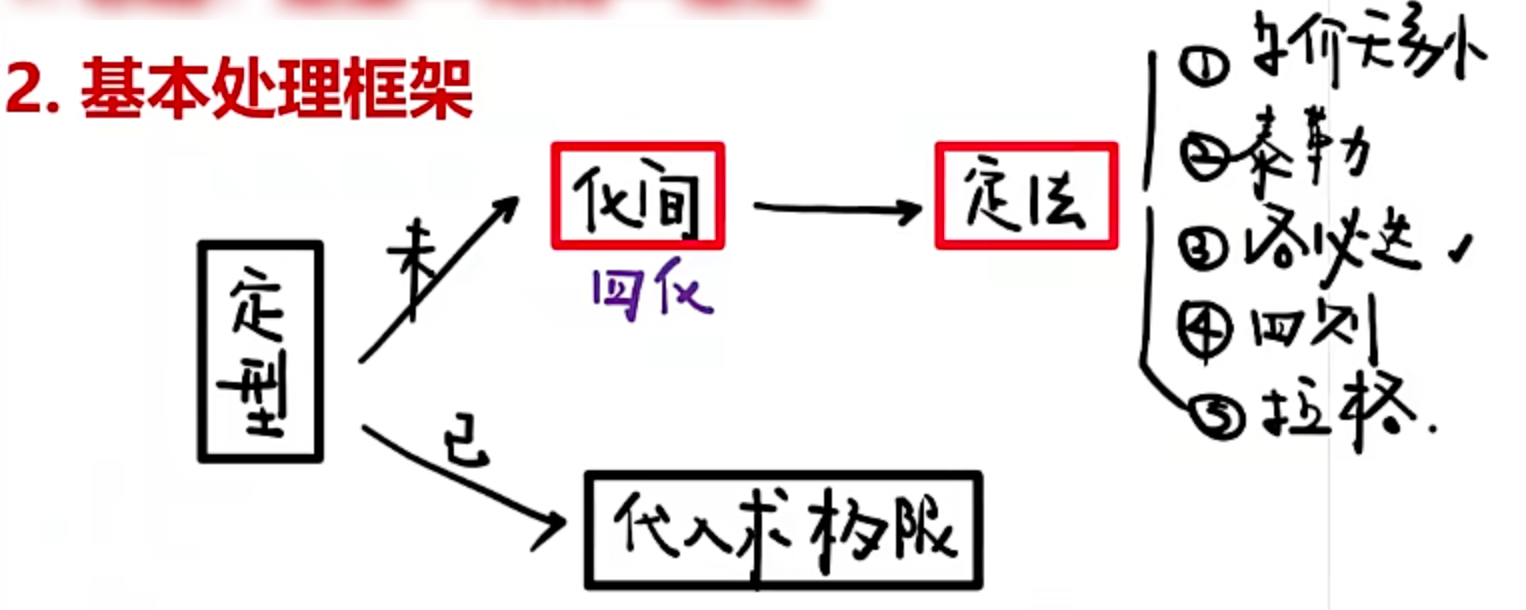 2. 基本处理框架
定型
未
化间
四化
定法
已
代入求极限
① 等价无穷小
② 泰勒
③ 洛必达 ✓
④ 四则
⑤ 拉格.